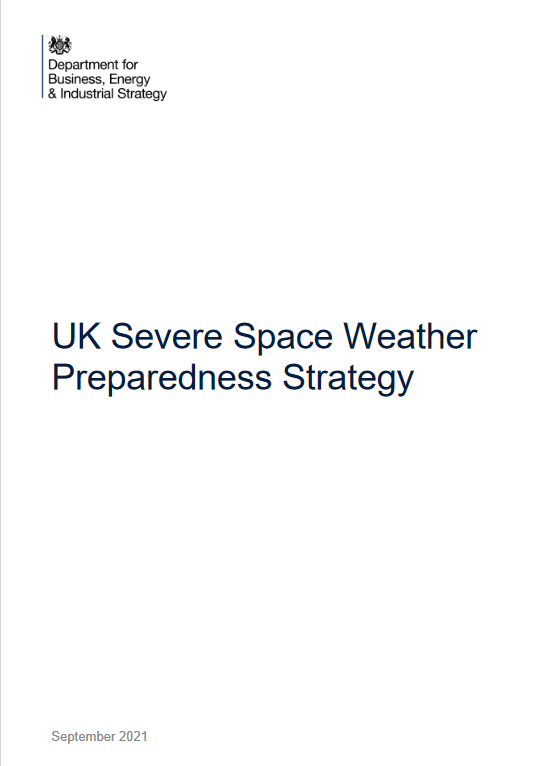 Department for
Business, Energy
& Industrial Strategy
UK Severe Space Weather
Preparedness Strategy
September 2021